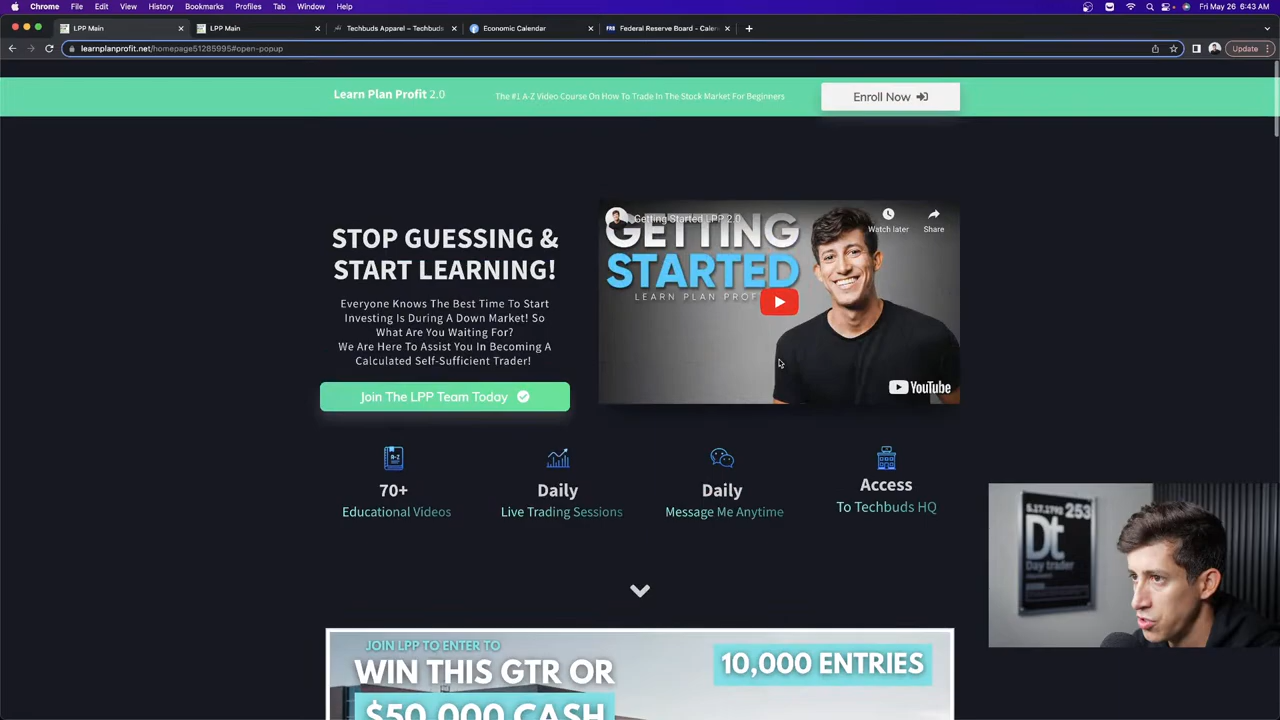 Chrome File Edit View History Bookmarks Profiles Tab Window Help
Fri May 26 6:43 AM
LPP Main
LPP Main
Techbuds Apparel – Techbuds
Economic Calendar
FRB Federal Reserve Board - Calen
learnplanprofit.net/homepage51285995#open-popup
Update
Learn Plan Profit 2.0
The #1 A-Z Video Course On How To Trade In The Stock Market For Beginners
Enroll Now
STOP GUESSING &
START LEARNING!
Everyone Knows The Best Time To Start
Investing Is During A Down Market! So
What Are You Waiting For?
We Are Here To Assist You In Becoming A
Calculated Self-Sufficient Trader!
Join The LPP Team Today
Getting Started LPP 2.0
Watch later
Share
GETTING
STARTED
LEARN PLAN PROF
YouTube
A-Z
70+
Educational Videos
Daily
Live Trading Sessions
Daily
Message Me Anytime
Access
To Techbuds HQ
5.17.1792 253
Dt
Day trader
JOIN LPP TO ENTER TO
WIN THIS GTR OR
$50,000 CASH
10,000 ENTRIES